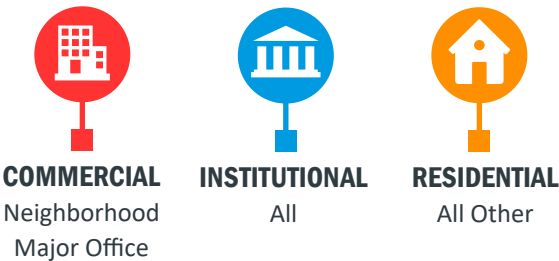 COMMERCIAL
Neighborhood
Major Office
INSTITUTIONAL
All
RESIDENTIAL
All Other